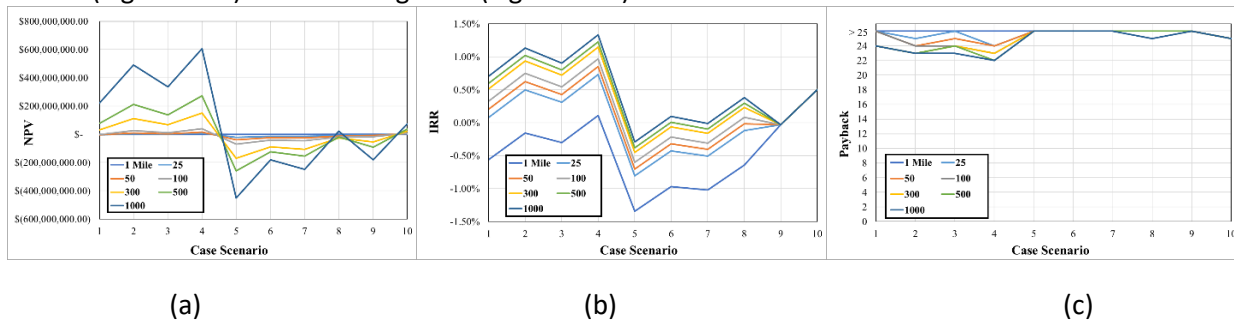 $800,000,000.00
$600,000,000.00
$400,000,000.00
$200,000,000.00
$-
$(200,000,000.00)
$(400,000,000.00)
$(600,000,000.00)
NPV
1 Mile 25
50 100
300 500
1000
1 2 3 4 5 6 7 8 9 10
Case Scenario
(a)
1.50%
1.00%
0.50%
0.00%
-0.50%
-1.00%
-1.50%
IRR
1 Mile 25
50 100
300 500
1000
1 2 3 4 5 6 7 8 9 10
Case Scenario
(b)
> 25
24
22
20
18
16
14
12
10
8
6
4
2
0
Payback
1 Mile 25
50 100
300 500
1000
1 2 3 4 5 6 7 8 9 10
Case Scenario
(c)